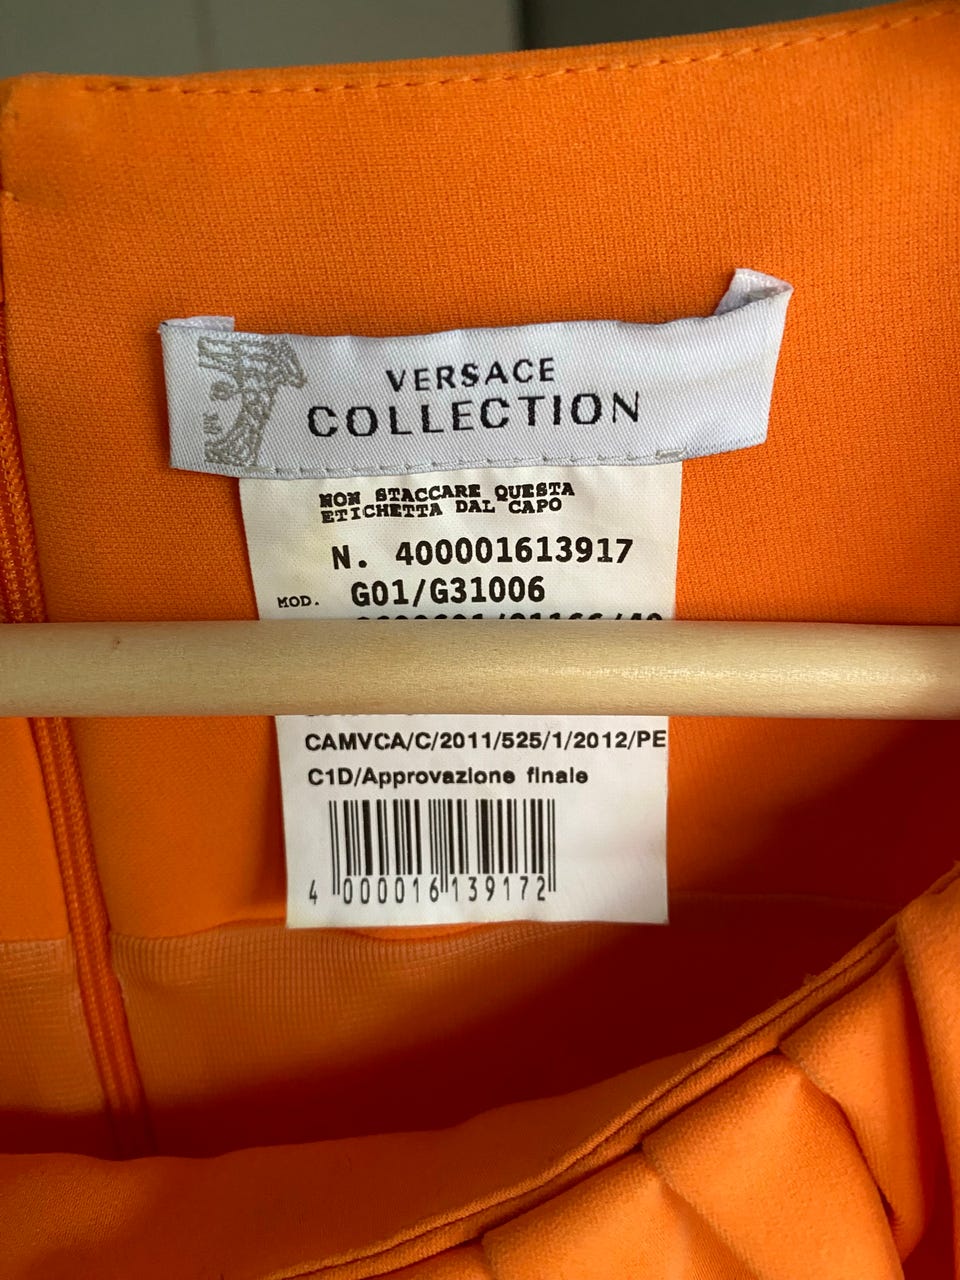 VERSACE
COLLECTION
NON STACCARE QUESTA
ETICHETTA DAL CAPO
N. 400001613917
MOD. G01/G31006
CAMVCA/C/2011/525/1/2012/PE
C1D/Approvazione finale
4 000016 139172